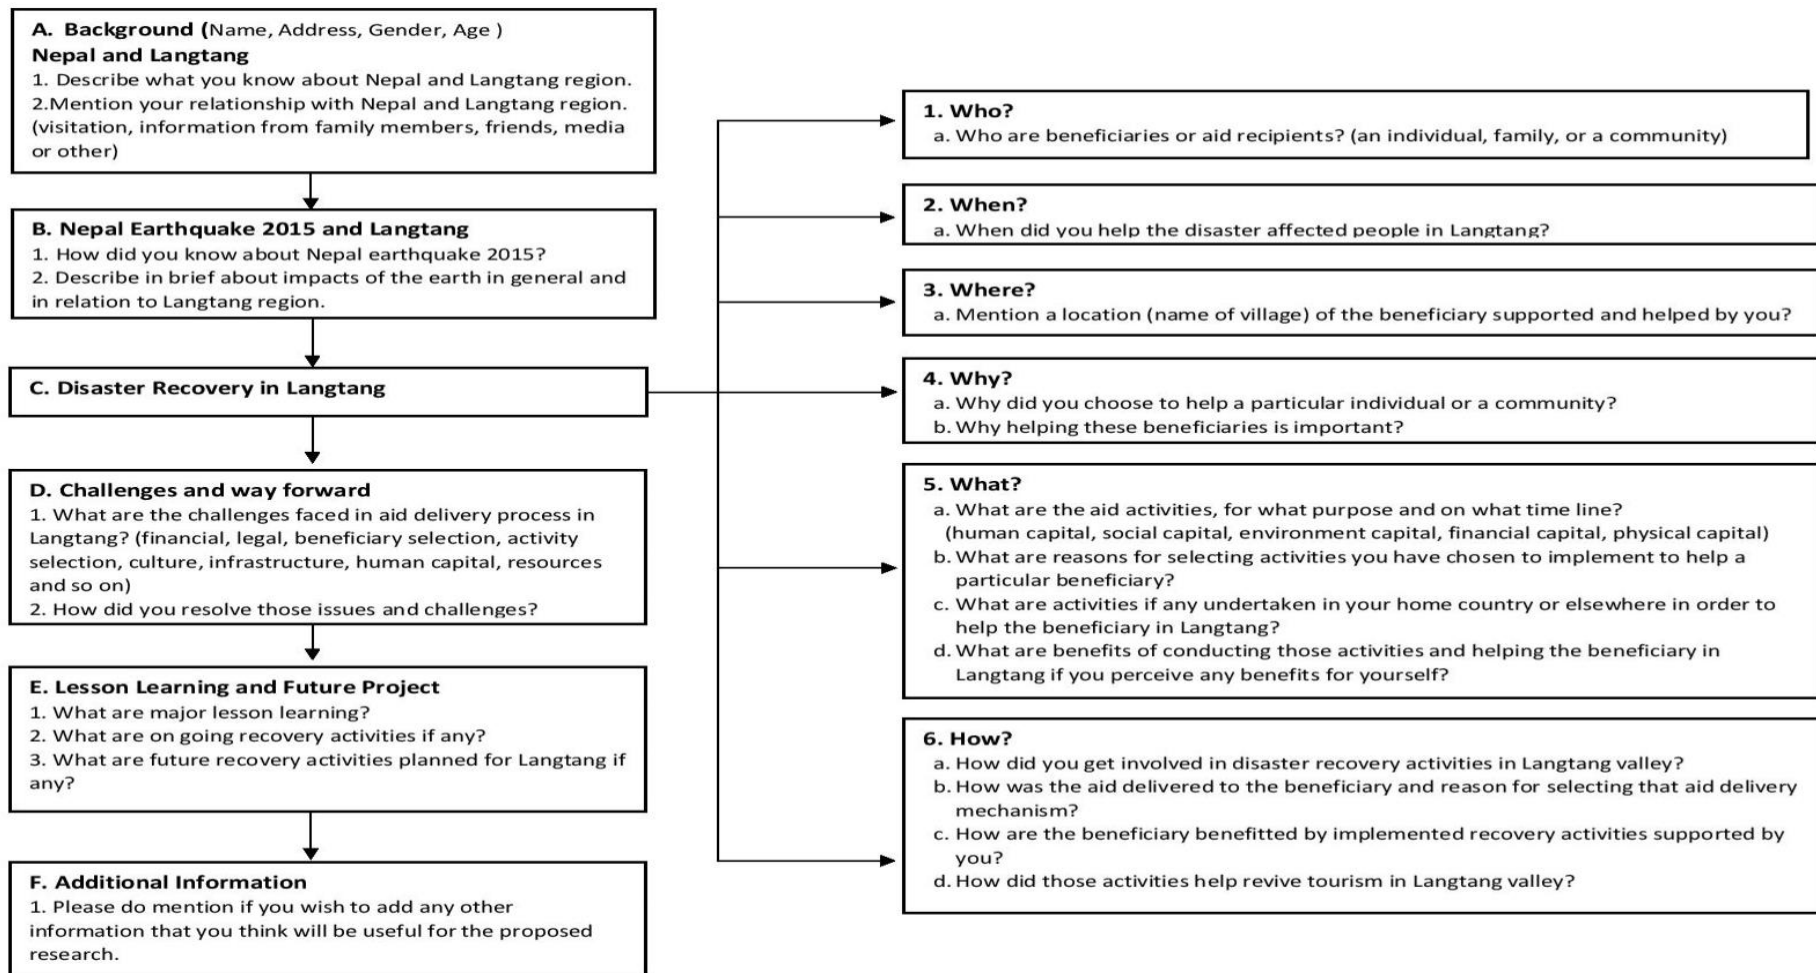 A. Background (Name, Address, Gender, Age )
Nepal and Langtang
1. Describe what you know about Nepal and Langtang region.
2.Mention your relationship with Nepal and Langtang region.
(visitation, information from family members, friends, media
or other)
B. Nepal Earthquake 2015 and Langtang
1. How did you know about Nepal earthquake 2015?
2. Describe in brief about impacts of the earth in general and
in relation to Langtang region.
C. Disaster Recovery in Langtang
D. Challenges and way forward
1. What are the challenges faced in aid delivery process in
Langtang? (financial, legal, beneficiary selection, activity
selection, culture, infrastructure, human capital, resources
and so on)
2. How did you resolve those issues and challenges?
E. Lesson Learning and Future Project
1. What are major lesson learning?
2. What are on going recovery activities if any?
3. What are future recovery activities planned for Langtang if
any?
F. Additional Information
1. Please do mention if you wish to add any other
information that you think will be useful for the proposed
research.
1. Who?
a. Who are beneficiaries or aid recipients? (an individual, family, or a community)
2. When?
a. When did you help the disaster affected people in Langtang?
3. Where?
a. Mention a location (name of village) of the beneficiary supported and helped by you?
4. Why?
a. Why did you choose to help a particular individual or a community?
b. Why helping these beneficiaries is important?
5. What?
a. What are the aid activities, for what purpose and on what time line?
(human capital, social capital, environment capital, financial capital, physical capital)
b. What are reasons for selecting activities you have chosen to implement to help a
particular beneficiary?
c. What are activities if any undertaken in your home country or elsewhere in order to
help the beneficiary in Langtang?
d. What are benefits of conducting those activities and helping the beneficiary in
Langtang if you perceive any benefits for yourself?
6. How?
a. How did you get involved in disaster recovery activities in Langtang valley?
b. How was the aid delivered to the beneficiary and reason for selecting that aid delivery
mechanism?
c. How are the beneficiary benefitted by implemented recovery activities supported by
you?
d. How did those activities help revive tourism in Langtang valley?